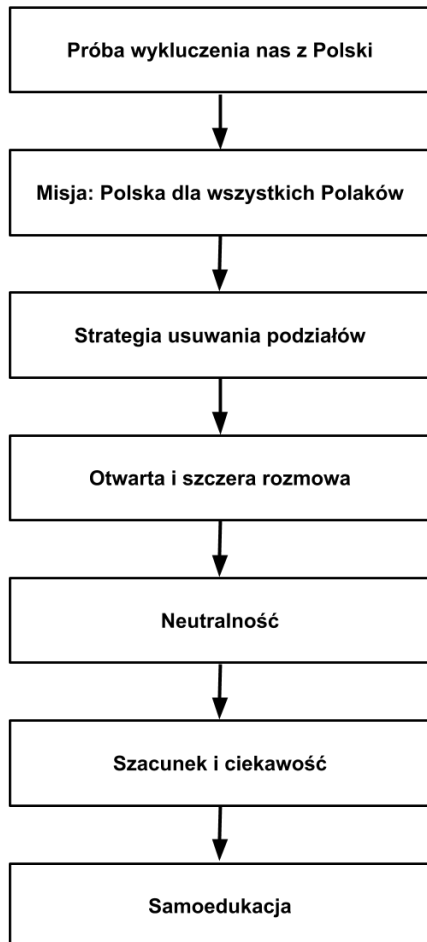 Próba wykluczenia nas z Polski
Misja: Polska dla wszystkich Polaków
Strategia usuwania podziałów
Otwarta i szczera rozmowa
Neutralność
Szacunek i ciekawość
Samoedukacja